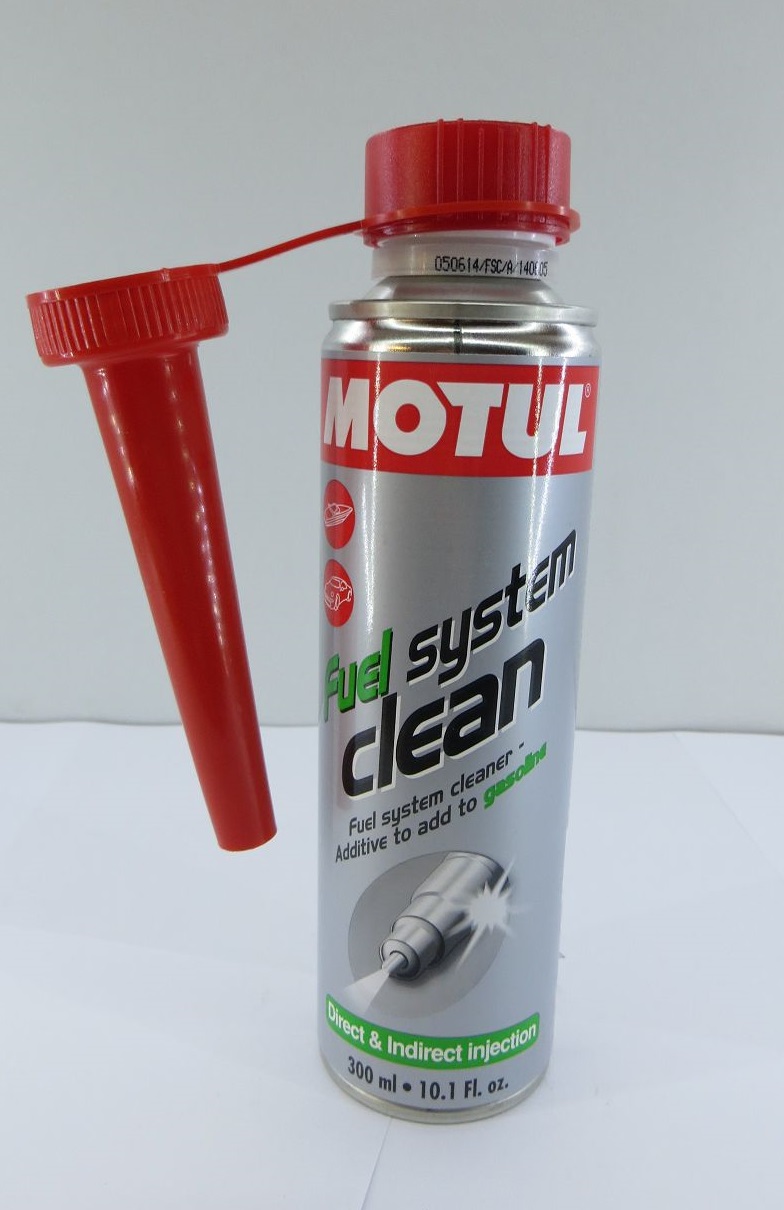 050614/FSC/A/140605
MOTUL®
Fuel system
clean
Fuel system cleaner -
Additive to add to gasoline
Direct & Indirect injection
300 ml • 10.1 Fl. oz.